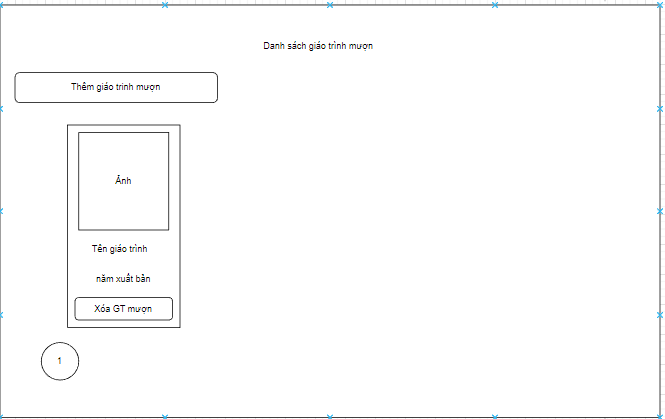 Danh sách giáo trình mượn
Thêm giáo trình mượn
Ảnh
Tên giáo trình
năm xuất bản
Xóa GT mượn
1